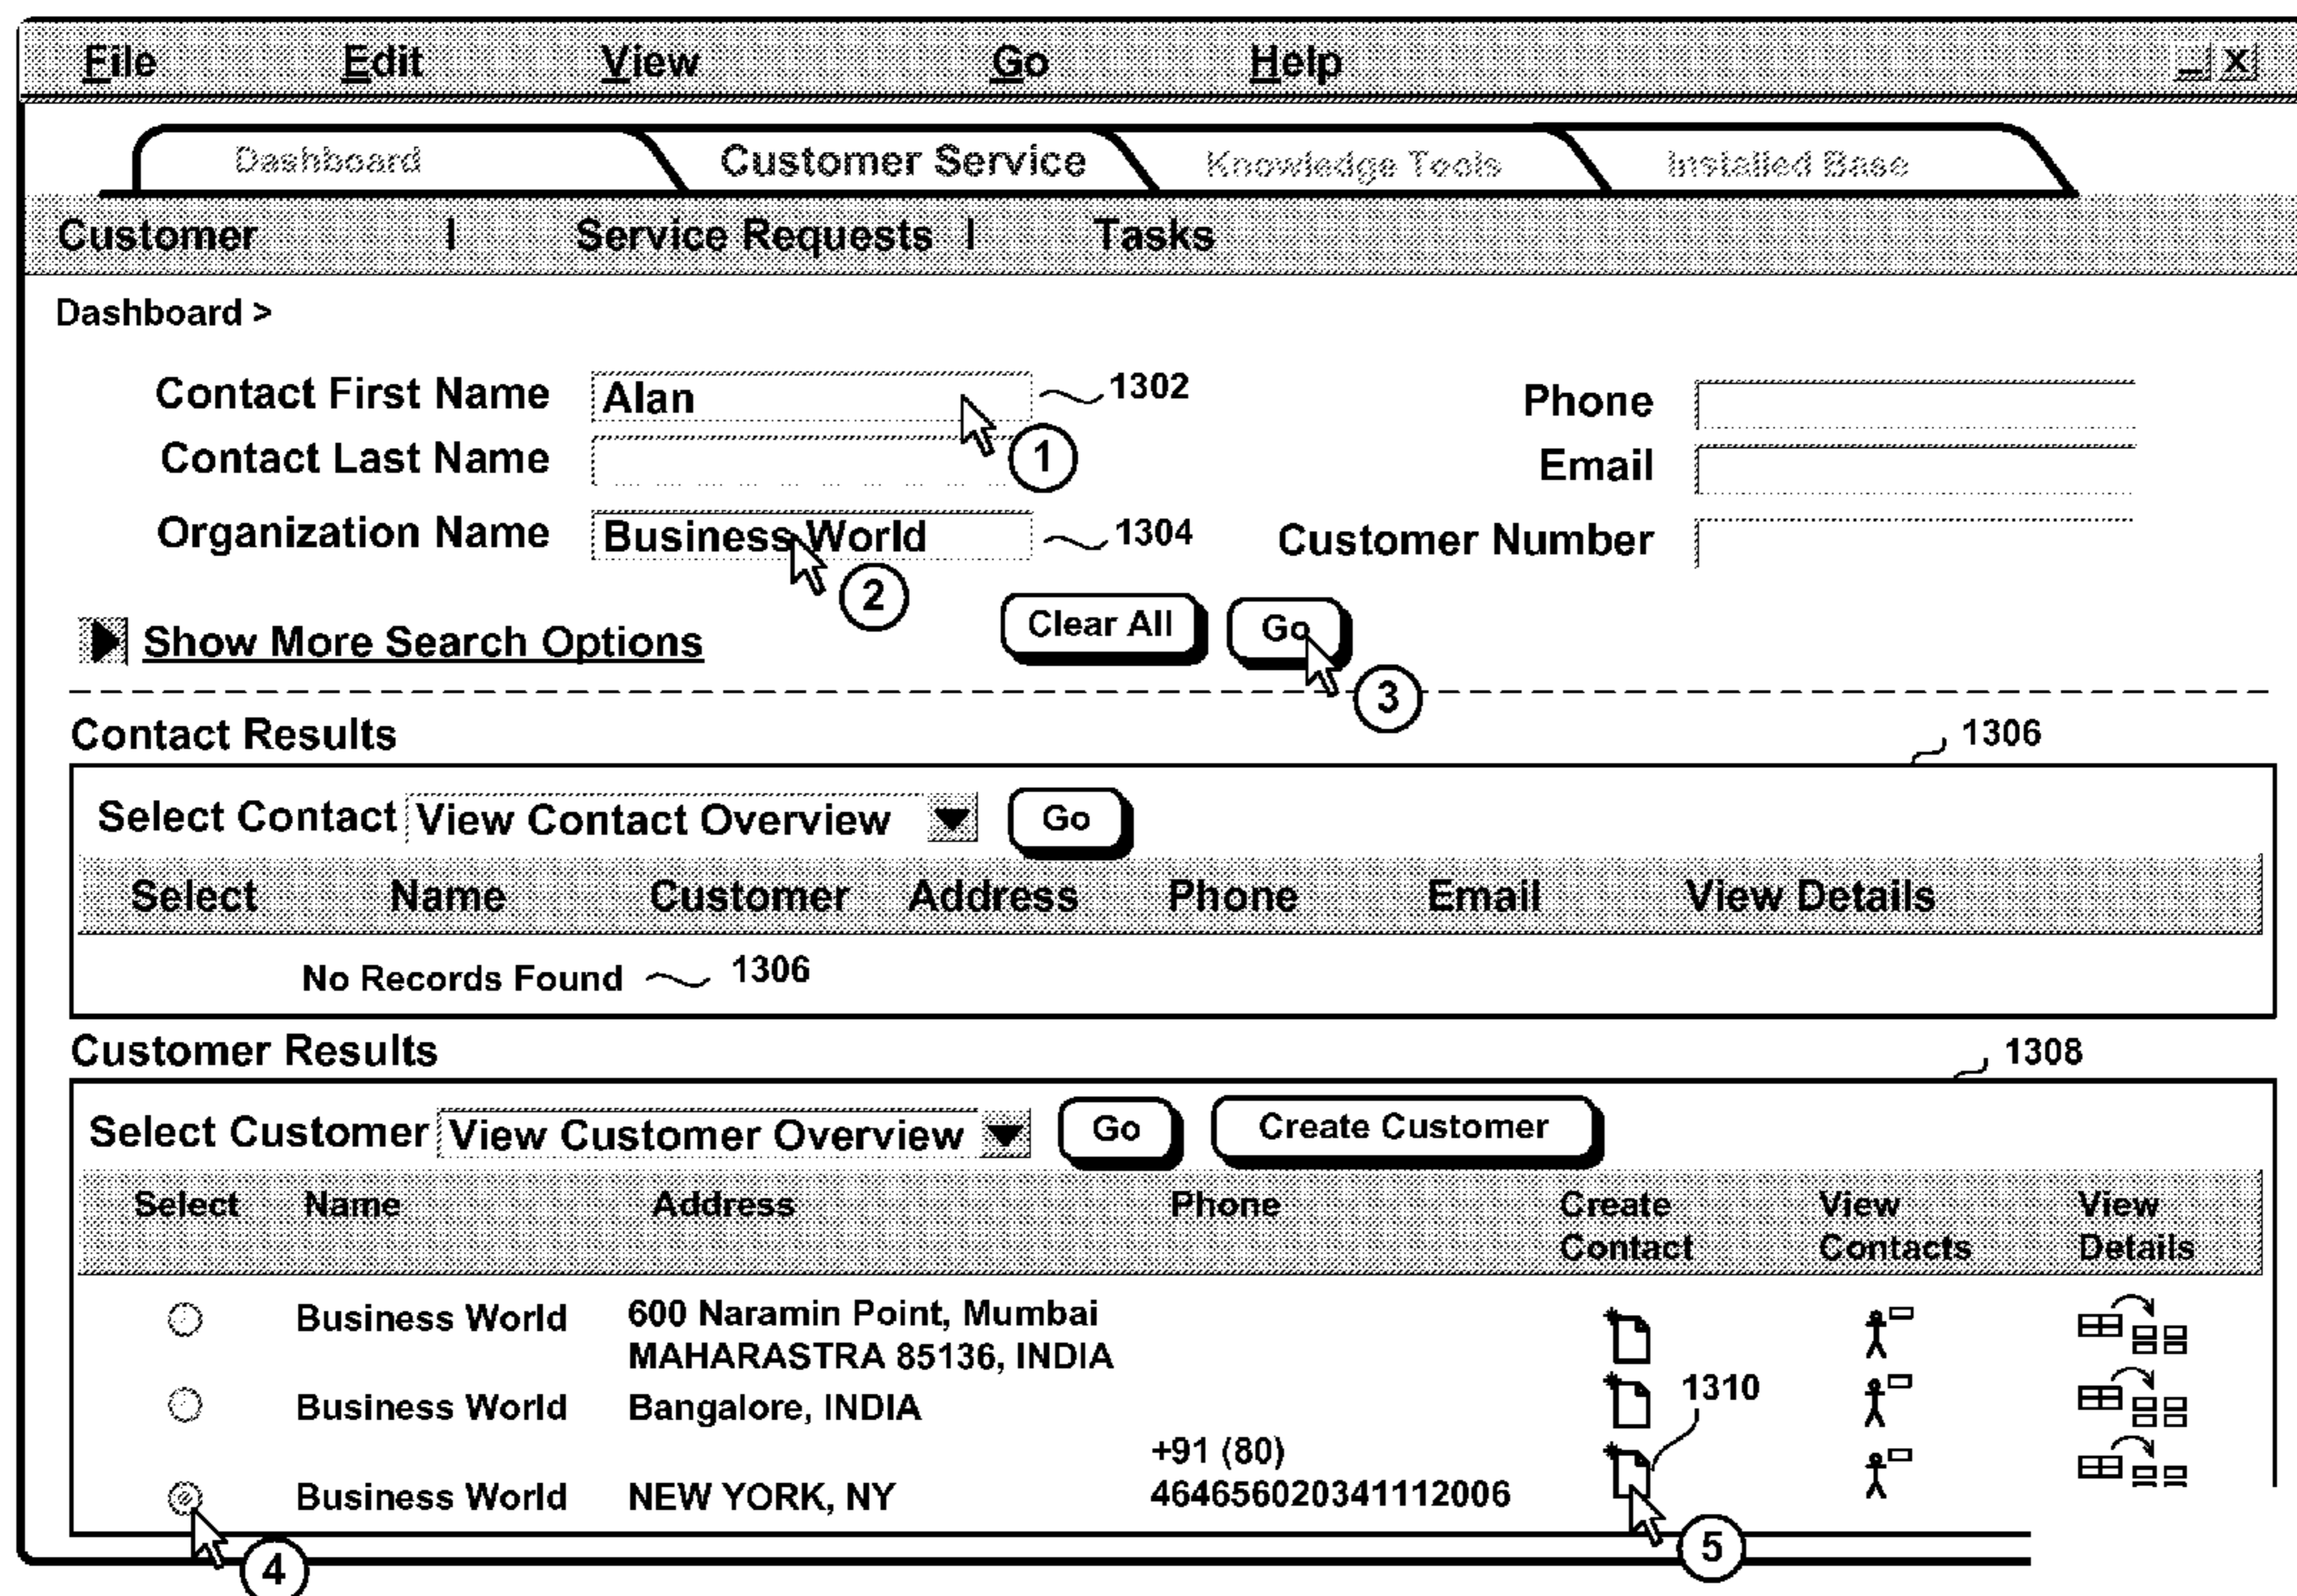 File Edit View Go Help X
Dashboard Customer Service Knowledge Tools Installed Base
Customer | Service Requests | Tasks
Dashboard >
Contact First Name Alan 1302 Phone
1
Contact Last Name Email
Organization Name Business World 1304 Customer Number
2
Show More Search Options Clear All Go
3
Contact Results 1306
Select Contact View Contact Overview Go
Select Name Customer Address Phone Email View Details
No Records Found 1306
Customer Results 1308
Select Customer View Customer Overview Go Create Customer
Select Name Address Phone Create View View
Contact Contacts Details
Business World 600 Naramin Point, Mumbai
MAHARASTRA 85136, INDIA
1310
Business World Bangalore, INDIA
+91 (80)
Business World NEW YORK, NY 464656020341112006
4 5